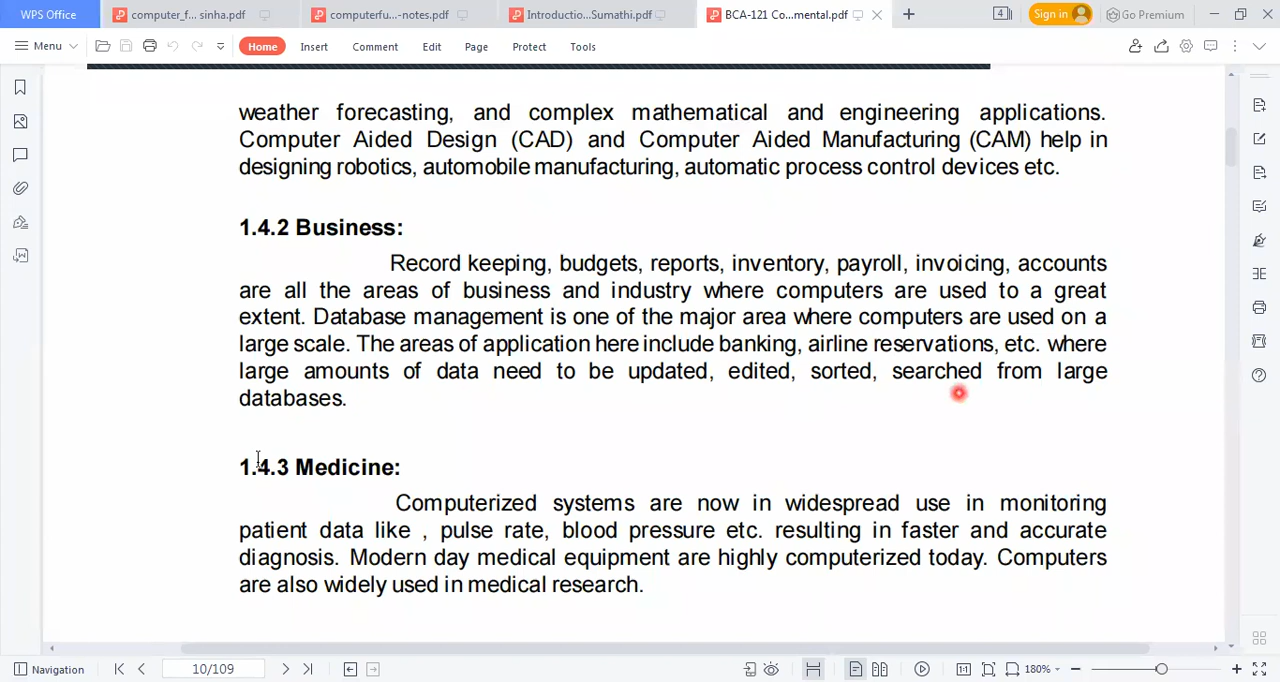 WPS Office computer_f... sinha.pdf computerfu...-notes.pdf Introductio...Sumathi.pdf BCA-121 Co...mental.pdf 4 Sign in Go Premium
Menu Home Insert Comment Edit Page Protect Tools
weather forecasting, and complex mathematical and engineering applications.
Computer Aided Design (CAD) and Computer Aided Manufacturing (CAM) help in
designing robotics, automobile manufacturing, automatic process control devices etc.
1.4.2 Business:
Record keeping, budgets, reports, inventory, payroll, invoicing, accounts
are all the areas of business and industry where computers are used to a great
extent. Database management is one of the major area where computers are used on a
large scale. The areas of application here include banking, airline reservations, etc. where
large amounts of data need to be updated, edited, sorted, searched from large
databases.
1.4.3 Medicine:
Computerized systems are now in widespread use in monitoring
patient data like , pulse rate, blood pressure etc. resulting in faster and accurate
diagnosis. Modern day medical equipment are highly computerized today. Computers
are also widely used in medical research.
Navigation 10/109 180%